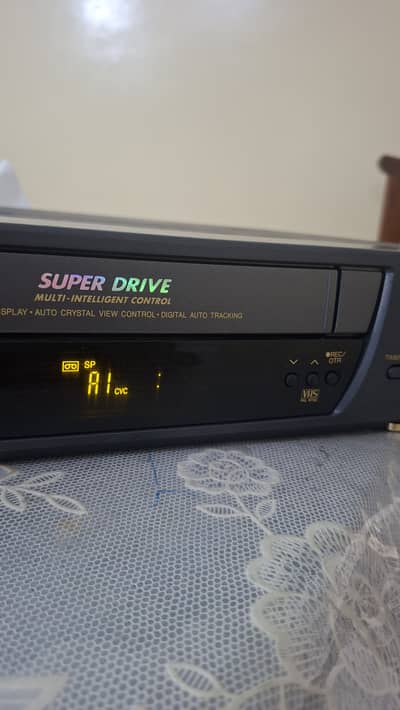 SUPER DRIVE
MULTI-INTELLIGENT CONTROL
SPLAY • AUTO CRYSTAL VIEW CONTROL • DIGITAL AUTO TRACKING
SP
A1 CVC :
●REC/
OTR
VHS
TIMER